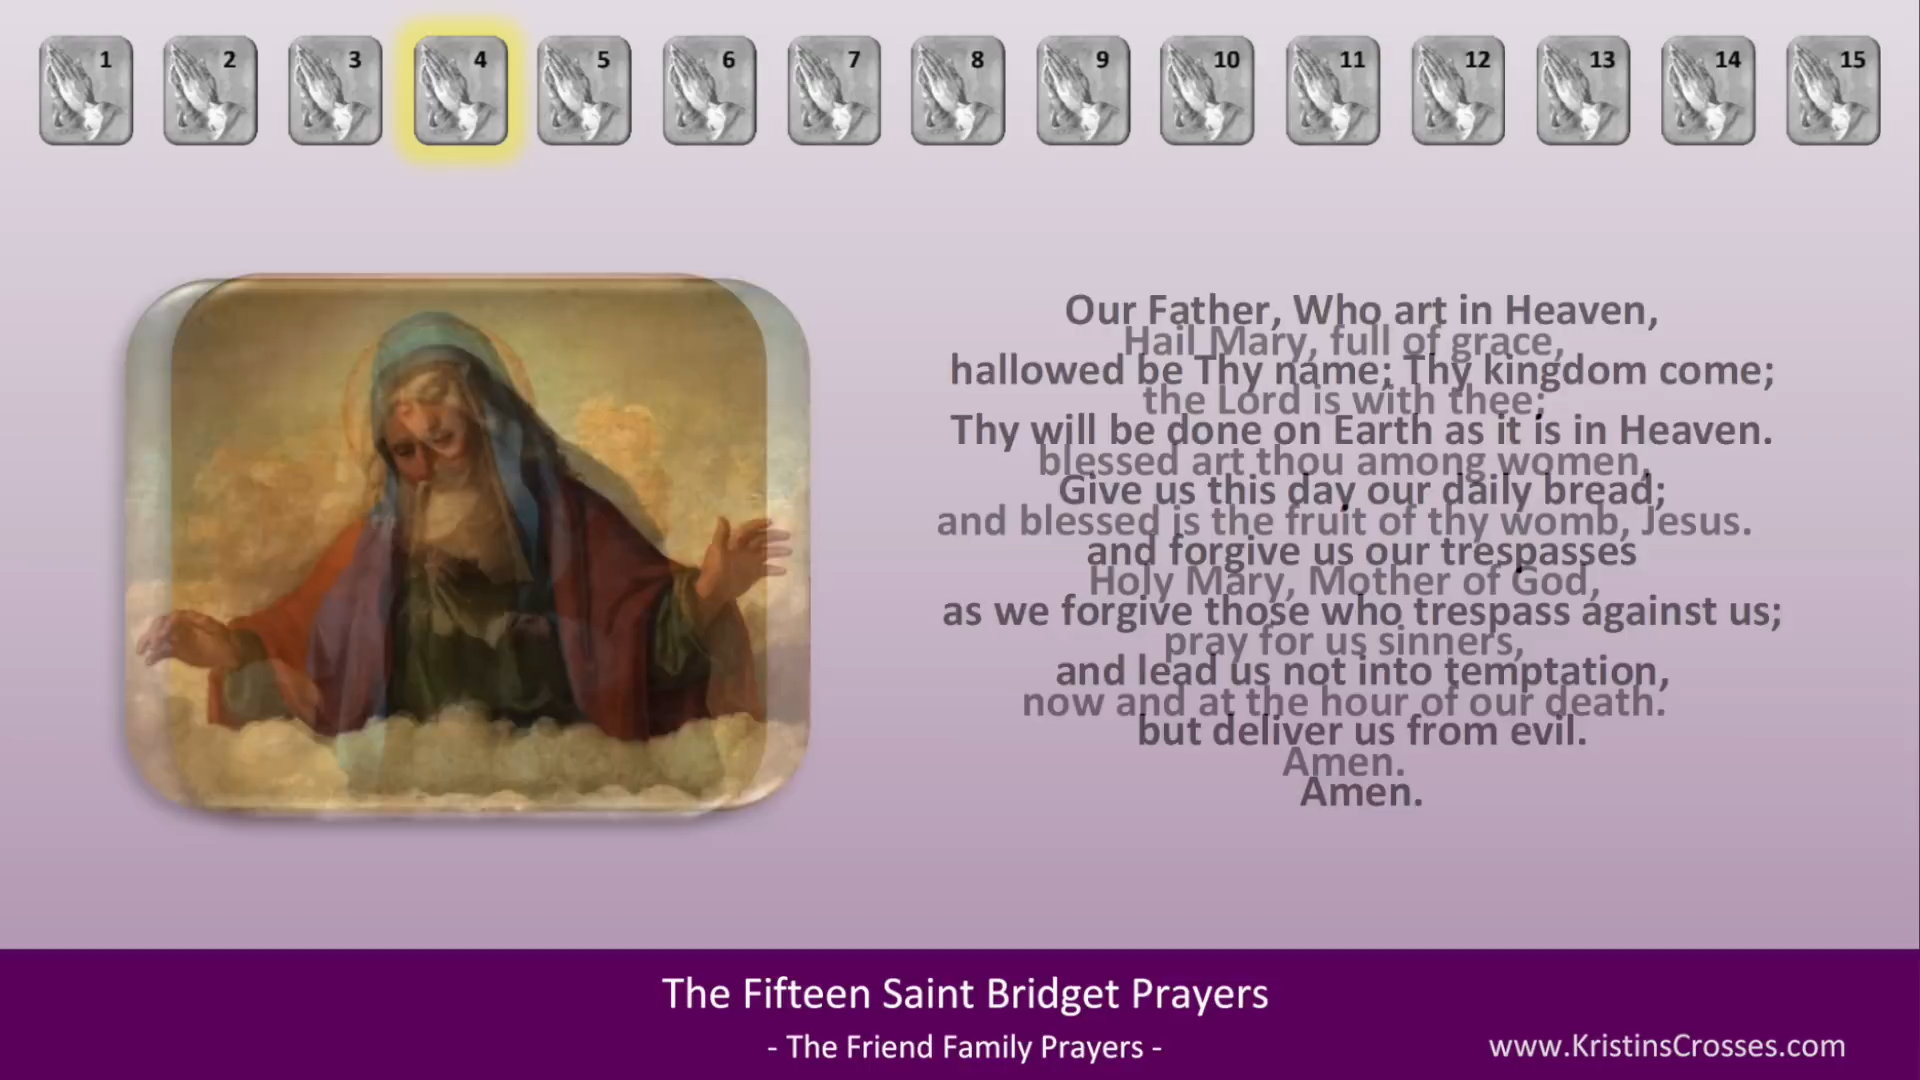 1 2 3 4 5 6 7 8 9 10 11 12 13 14 15
Our Father, Who art in Heaven,
hallowed be Thy name; Thy kingdom come;
Thy will be done on Earth as it is in Heaven.
Give us this day our daily bread;
and forgive us our trespasses
as we forgive those who trespass against us;
and lead us not into temptation,
but deliver us from evil.
Amen.
Hail Mary, full of grace,
the Lord is with thee;
blessed art thou among women,
and blessed is the fruit of thy womb, Jesus.
Holy Mary, Mother of God,
pray for us sinners,
now and at the hour of our death.
Amen.
The Fifteen Saint Bridget Prayers
- The Friend Family Prayers -
www.KristinsCrosses.com